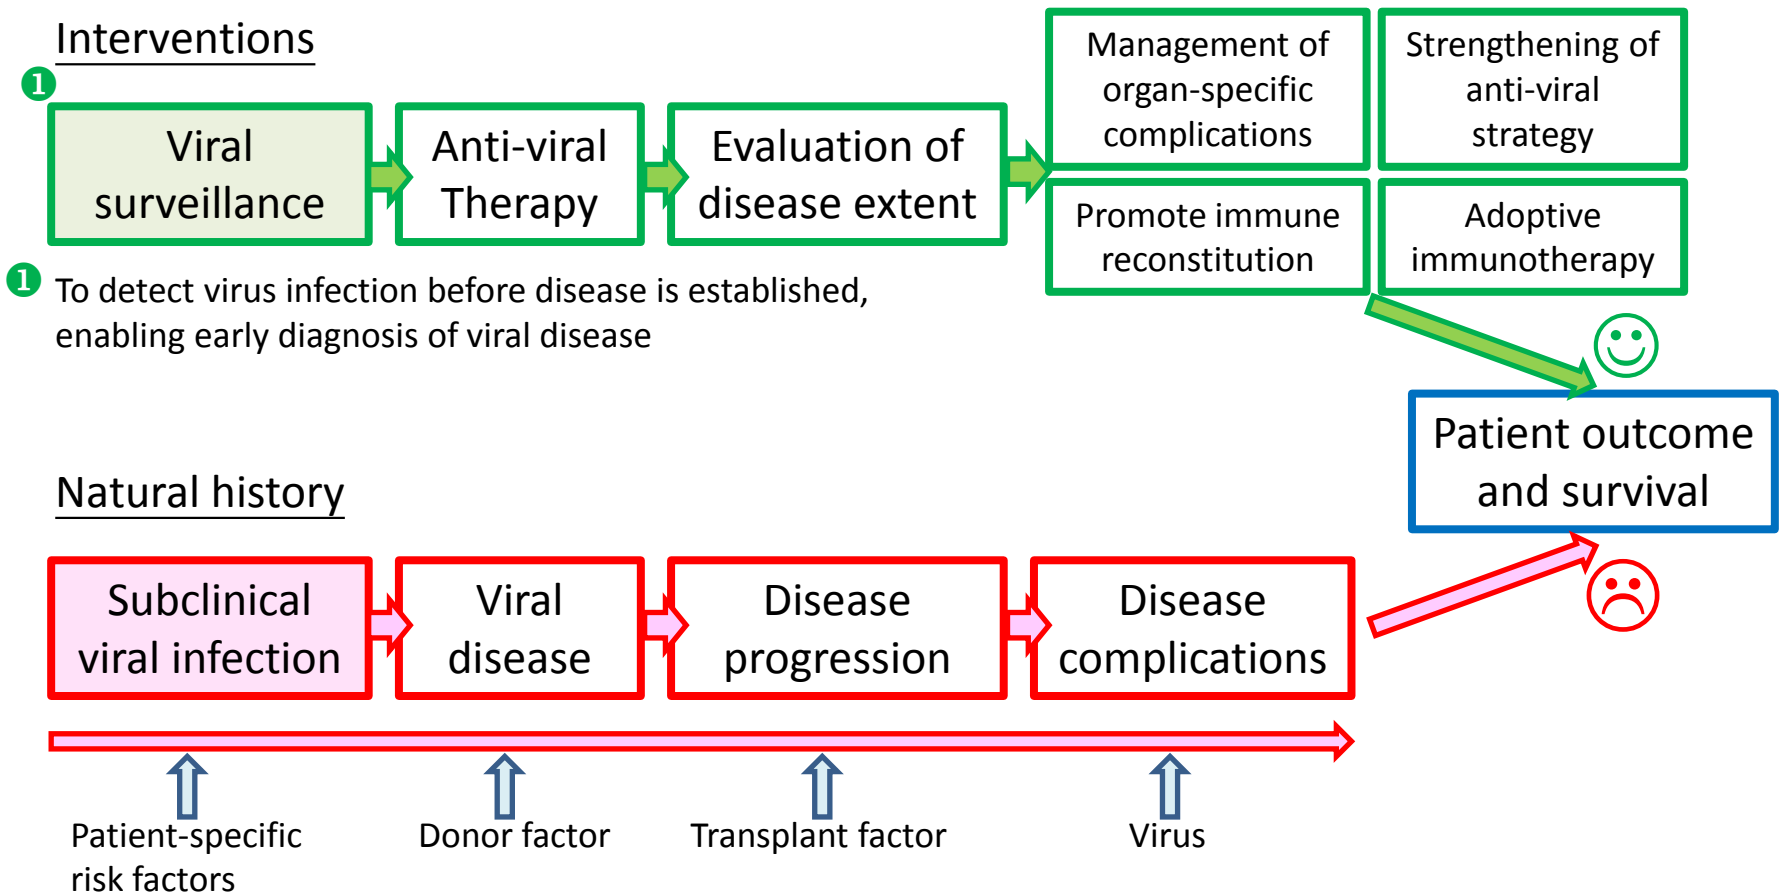 Interventions
❶
Viral
surveillance
Anti-viral
Therapy
Evaluation of
disease extent
Management of
organ-specific
complications
Strengthening of
anti-viral
strategy
Promote immune
reconstitution
Adoptive
immunotherapy
❶ To detect virus infection before disease is established,
enabling early diagnosis of viral disease
Patient outcome
and survival
Natural history
Subclinical
viral infection
Viral
disease
Disease
progression
Disease
complications
Patient-specific
risk factors
Donor factor
Transplant factor
Virus